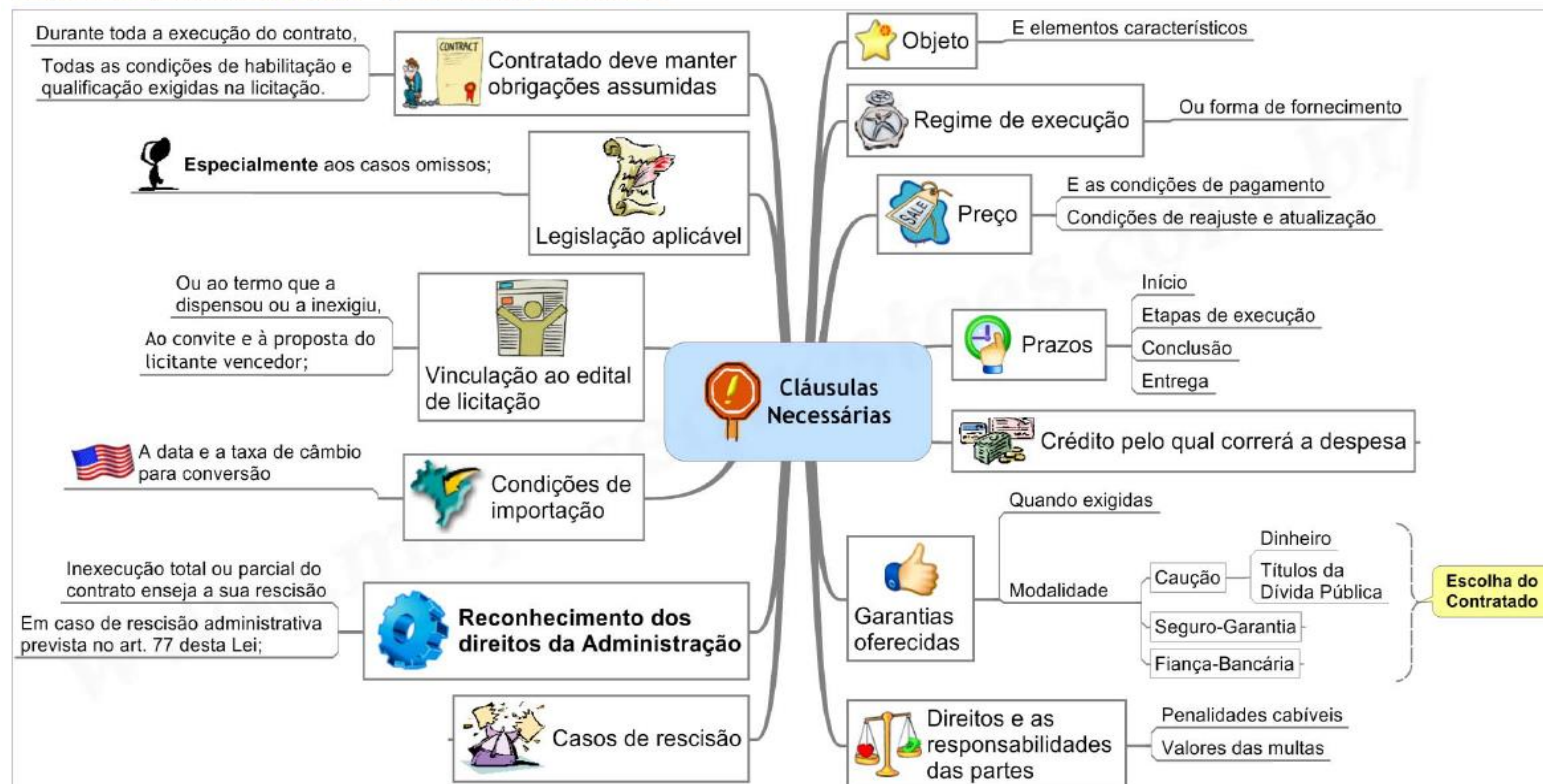 Cláusulas
Necessárias
Objeto
E elementos característicos
Regime de execução
Ou forma de fornecimento
SALE
Preço
E as condições de pagamento
Condições de reajuste e atualização
Prazos
Início
Etapas de execução
Conclusão
Entrega
Crédito pelo qual correrá a despesa
Garantias
oferecidas
Quando exigidas
Modalidade
Caução
Dinheiro
Títulos da
Dívida Pública
Seguro-Garantia
Fiança-Bancária
Escolha do
Contratado
Direitos e as
responsabilidades
das partes
Penalidades cabíveis
Valores das multas
CONTRACT
Contratado deve manter
obrigações assumidas
Durante toda a execução do contrato,
Todas as condições de habilitação e
qualificação exigidas na licitação.
Legislação aplicável
Especialmente aos casos omissos;
Vinculação ao edital
de licitação
Ou ao termo que a
dispensou ou a inexigiu,
Ao convite e à proposta do
licitante vencedor;
Condições de
importação
A data e a taxa de câmbio
para conversão
Reconhecimento dos
direitos da Administração
Inexecução total ou parcial do
contrato enseja a sua rescisão
Em caso de rescisão administrativa
prevista no art. 77 desta Lei;
Casos de rescisão